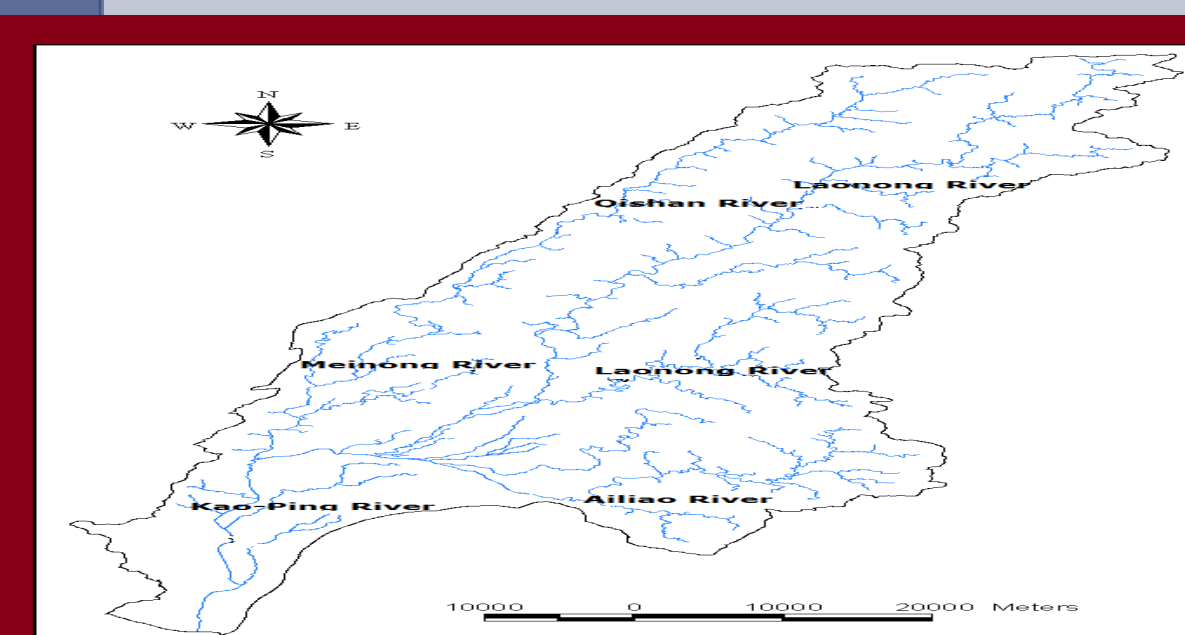 N
W E
S
Laonong River
Qishan River
Meinong River
Laonong River
Ailiao River
Kao-Ping River
10000 0 10000 20000 Meters